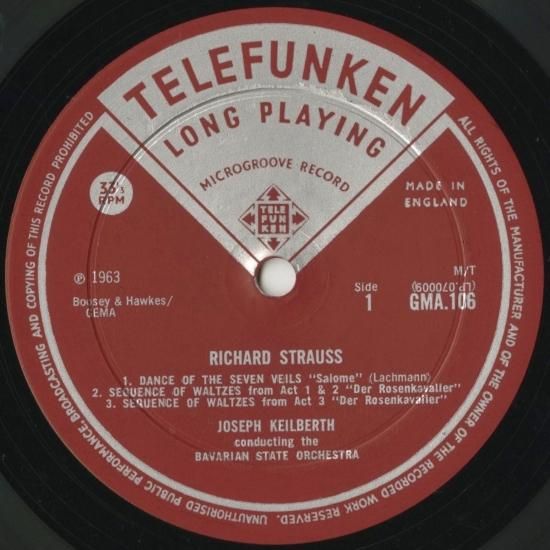 TELEFUNKEN
LONG PLAYING
MICROGROOVE RECORD
TELE
FUN
KEN
33⅓
RPM
MADE IN
ENGLAND
℗ 1963
Boosey & Hawkes/
GEMA
Side
1
M/T
(LP.070009)
GMA.106
RICHARD STRAUSS
1. DANCE OF THE SEVEN VEILS "Salome" (Lachmann)
2. SEQUENCE OF WALTZES from Act 1 & 2 "Der Rosenkavalier"
3. SEQUENCE OF WALTZES from Act 3 "Der Rosenkavalier"
JOSEPH KEILBERTH
conducting the
BAVARIAN STATE ORCHESTRA
ALL RIGHTS OF THE MANUFACTURER AND OF THE OWNER OF THE RECORDED WORK RESERVED. UNAUTHORISED PUBLIC PERFORMANCE, BROADCASTING AND COPYING OF THIS RECORD PROHIBITED